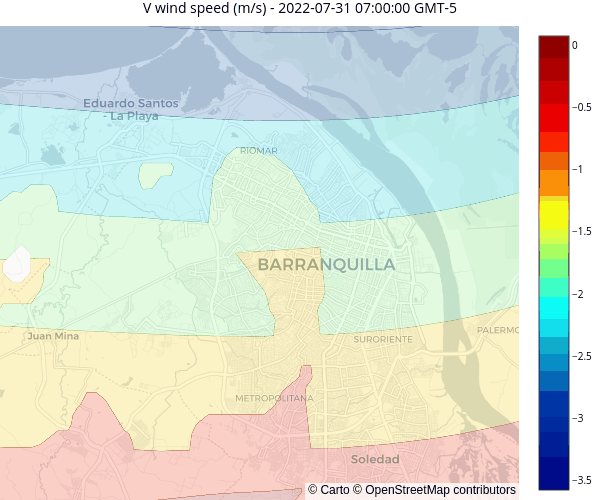 V wind speed (m/s) - 2022-07-31 07:00:00 GMT-5
Eduardo Santos
- La Playa
RIOMAR
BARRANQUILLA
Juan Mina
SURORIENTE
PALERMO
METROPOLITANA
Soledad
© Carto © OpenStreetMap contributors
0
−0.5
−1
−1.5
−2
−2.5
−3
−3.5